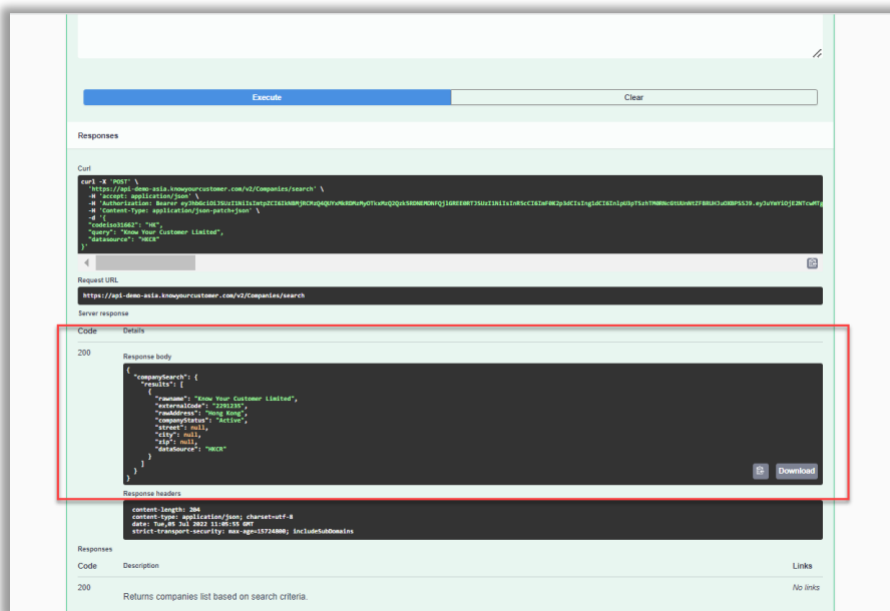 Execute
Clear
Responses
Curl
curl -X 'POST' \
'https://api-demo-asia.knowyourcustomer.com/v2/Companies/search' \
-H 'accept: application/json' \
-H 'Authorization: Bearer
-H 'Content-Type: application/json-patch+json' \
-d '{
"codeiso31662": "HK",
"query": "Know Your Customer Limited",
"datasource": "HKCR"
}'
Request URL
https://api-demo-asia.knowyourcustomer.com/v2/Companies/search
Server response
Code Details
200
Response body
{
"companySearch": {
"results": [
{
"rawname": "Know Your Customer Limited",
"externalCode": "2291235",
"rawAddress": "Hong Kong",
"companyStatus": "Active",
"street": null,
"city": null,
"zip": null,
"dataSource": "HKCR"
}
]
}
}
Download
Response headers
content-length: 204
content-type: application/json; charset=utf-8
date: Tue,05 Jul 2022 11:05:55 GMT
strict-transport-security: max-age=15724800; includeSubDomains
Responses
Code Description Links
200
Returns companies list based on search criteria.
No links